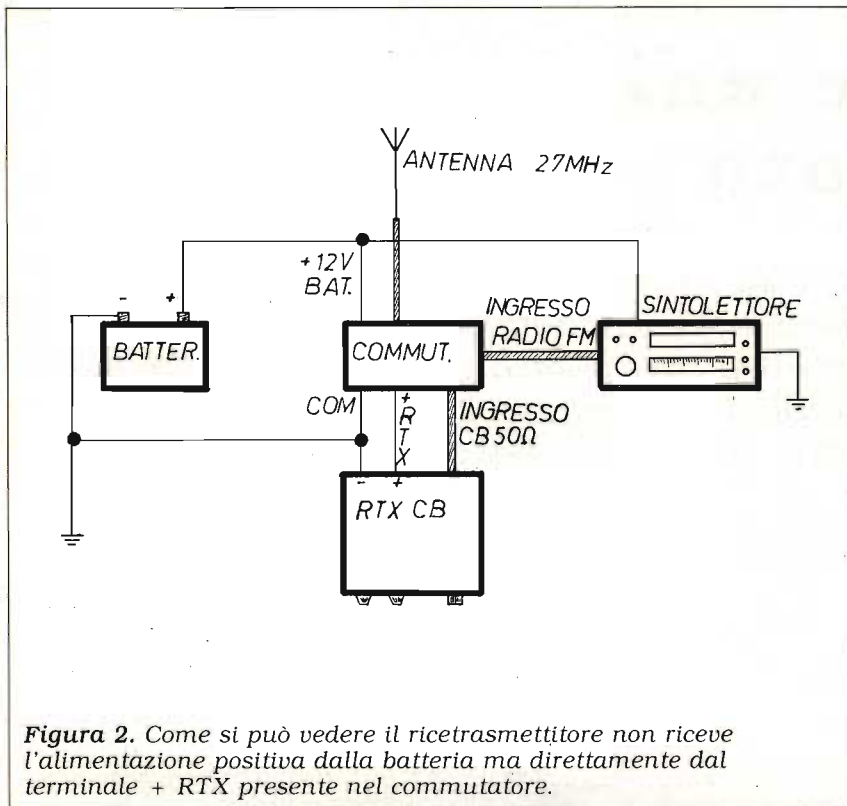 ANTENNA 27MHz
+12V
BAT.
- +
BATTER.
COMMUT.
INGRESSO
RADIO FM
SINTOLETTORE
COM
+RTX
INGRESSO
CB 50Ω
- +
RTX CB
Figura 2. Come si può vedere il ricetrasmettitore non riceve
l'alimentazione positiva dalla batteria ma direttamente dal
terminale + RTX presente nel commutatore.